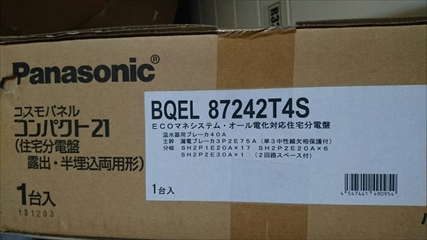 Panasonic®
コスモパネル
コンパクト21
(住宅分電盤
露出・半埋込両用形)
1台入
131203
BQEL 87242T4S
ECOマネシステム・オール電化対応住宅分電盤
温水器用ブレーカ40A
主幹 漏電ブレーカ3P2E75A (単3中性線欠相保護付)
分岐 SH2P1E20A×17 SH2P2E20A×6
SH2P2E30A×1 (2回路スペース付)
1台入
4 547441 490954